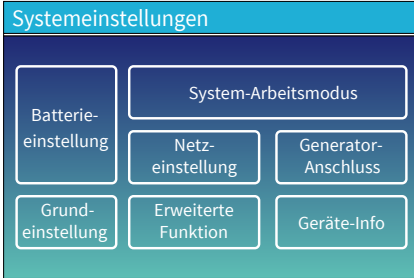 Systemeinstellungen
Batterie-
einstellung
System-Arbeitsmodus
Netz-
einstellung
Generator-
Anschluss
Grund-
einstellung
Erweiterte
Funktion
Geräte-Info